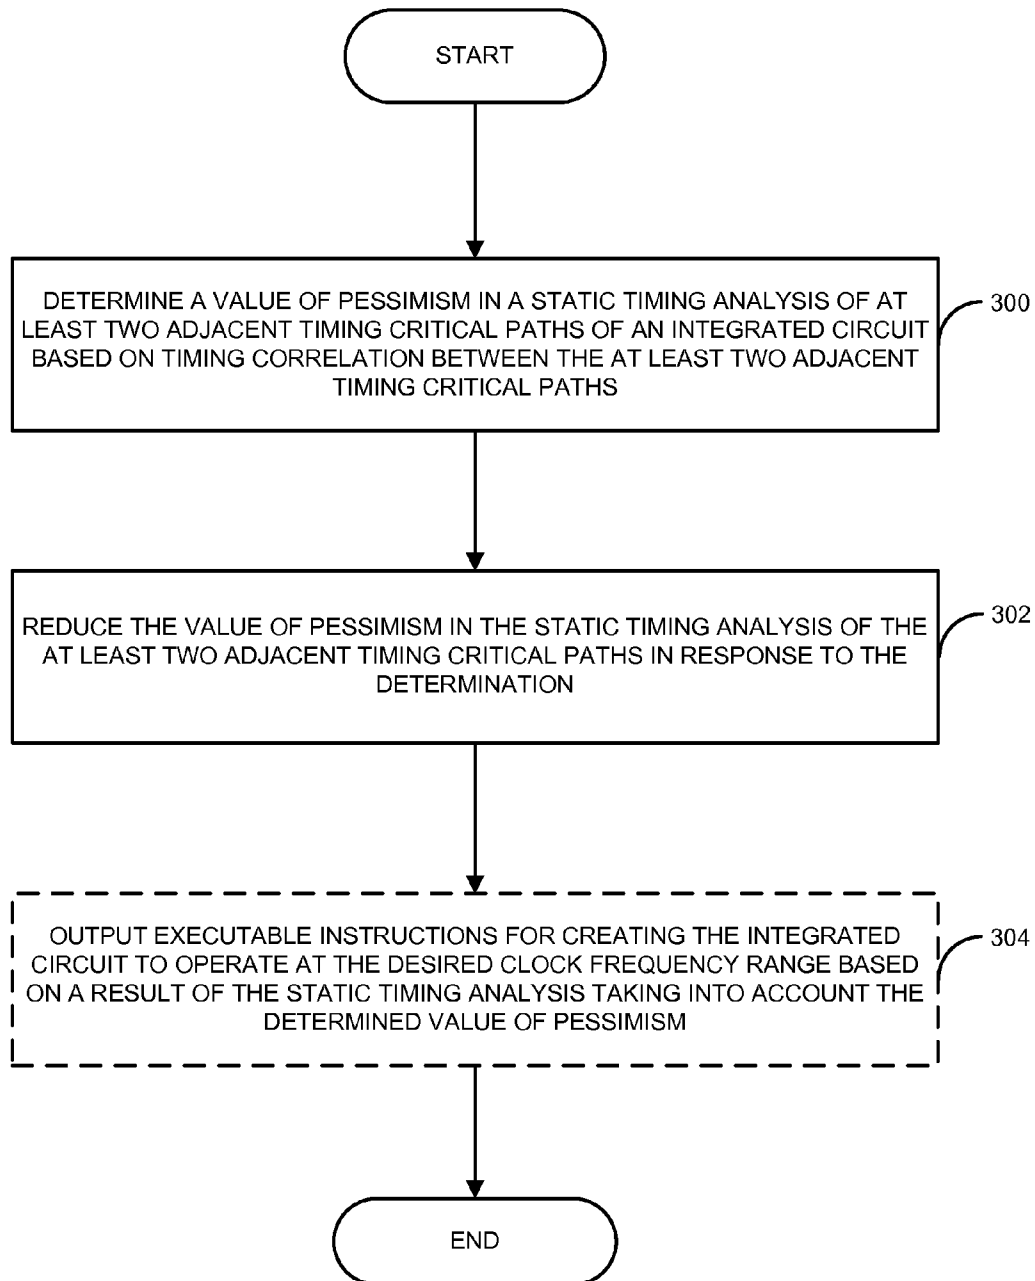 START
DETERMINE A VALUE OF PESSIMISM IN A STATIC TIMING ANALYSIS OF AT
LEAST TWO ADJACENT TIMING CRITICAL PATHS OF AN INTEGRATED CIRCUIT
BASED ON TIMING CORRELATION BETWEEN THE AT LEAST TWO ADJACENT
TIMING CRITICAL PATHS
300
REDUCE THE VALUE OF PESSIMISM IN THE STATIC TIMING ANALYSIS OF THE
AT LEAST TWO ADJACENT TIMING CRITICAL PATHS IN RESPONSE TO THE
DETERMINATION
302
OUTPUT EXECUTABLE INSTRUCTIONS FOR CREATING THE INTEGRATED
CIRCUIT TO OPERATE AT THE DESIRED CLOCK FREQUENCY RANGE BASED
ON A RESULT OF THE STATIC TIMING ANALYSIS TAKING INTO ACCOUNT THE
DETERMINED VALUE OF PESSIMISM
304
END